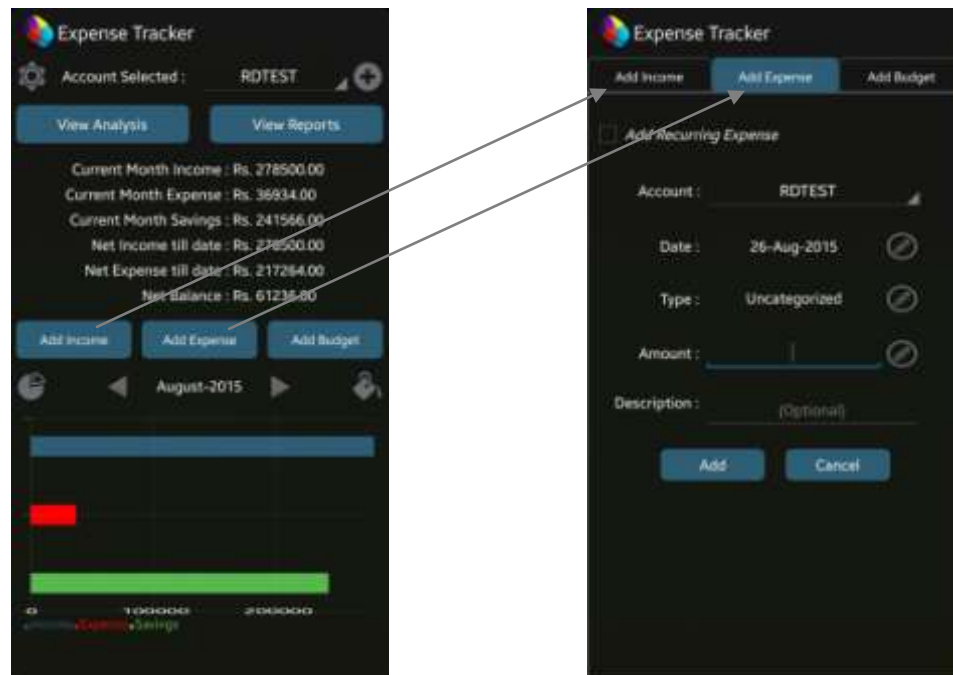 Expense Tracker
Account Selected : RDTEST
View Analysis View Reports
Current Month Income : Rs. 278500.00
Current Month Expense : Rs. 36934.00
Current Month Savings : Rs. 241566.00
Net Income till date : Rs. 278500.00
Net Expense till date : Rs. 217264.00
Net Balance : Rs. 61236.00
Add Income Add Expense Add Budget
August-2015
0 100000 200000
Income Expense Savings
Expense Tracker
Add Income Add Expense Add Budget
Add Recurring Expense
Account : RDTEST
Date : 26-Aug-2015
Type : Uncategorized
Amount :
Description : (Optional)
Add Cancel